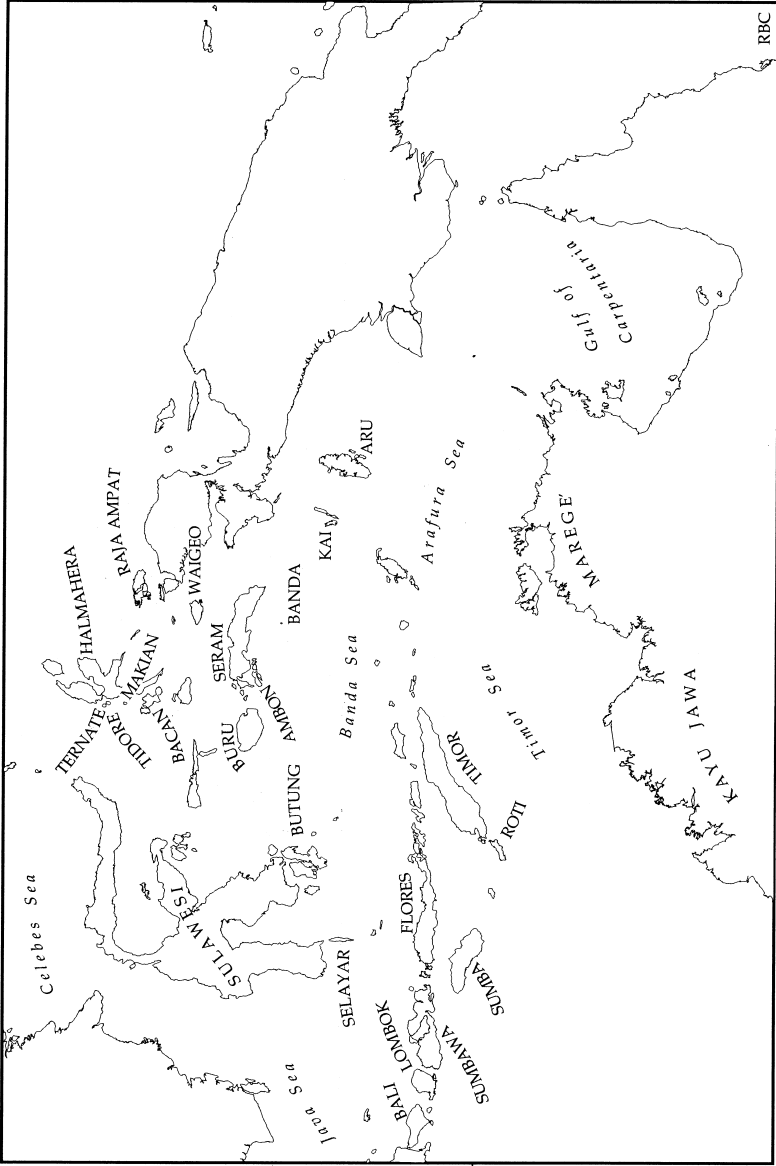 Celebes Sea
TERNATE
HALMAHERA
RAJA AMPAT
TIDORE
MAKIAN
BACAN
WAIGEO
SULAWESI
BURU
SERAM
AMBON
BANDA
BUTUNG
KAI
ARU
Java Sea
SELAYAR
Banda Sea
Arafura Sea
BALI
LOMBOK
SUMBAWA
FLORES
SUMBA
TIMOR
ROTI
Timor Sea
MAREGE'
KAYU JAWA
Gulf of
Carpentaria
RBC